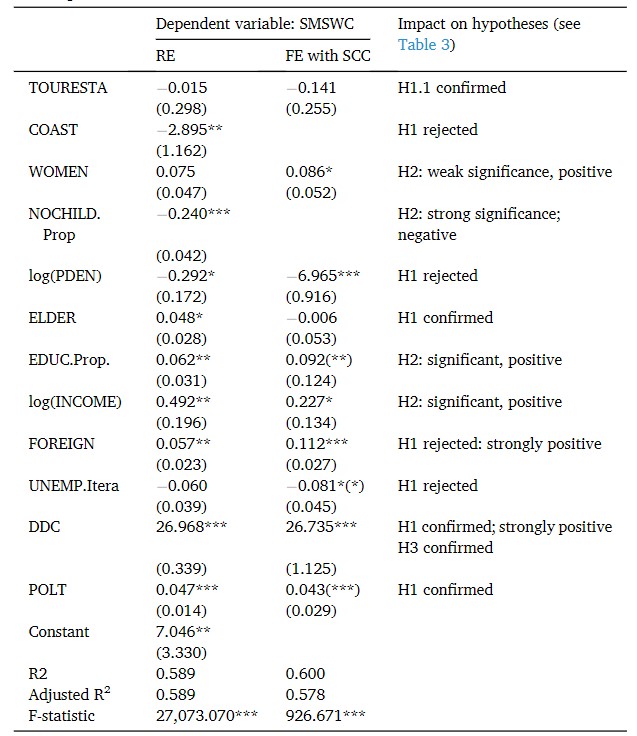 Dependent variable: SMSWC Impact on hypotheses (see
Table 3)
RE FE with SCC
TOURESTA −0.015 −0.141 H1.1 confirmed
(0.298) (0.255)
COAST −2.895** H1 rejected
(1.162)
WOMEN 0.075 0.086* H2: weak significance, positive
(0.047) (0.052)
NOCHILD. −0.240*** H2: strong significance;
Prop negative
(0.042)
log(PDEN) −0.292* −6.965*** H1 rejected
(0.172) (0.916)
ELDER 0.048* −0.006 H1 confirmed
(0.028) (0.053)
EDUC.Prop. 0.062** 0.092(**) H2: significant, positive
(0.031) (0.124)
log(INCOME) 0.492** 0.227* H2: significant, positive
(0.196) (0.134)
FOREIGN 0.057** 0.112*** H1 rejected: strongly positive
(0.023) (0.027)
UNEMP.Itera −0.060 −0.081*(*) H1 rejected
(0.039) (0.045)
DDC 26.968*** 26.735*** H1 confirmed; strongly positive
H3 confirmed
(0.339) (1.125)
POLT 0.047*** 0.043(***) H1 confirmed
(0.014) (0.029)
Constant 7.046**
(3.330)
R2 0.589 0.600
Adjusted R² 0.589 0.578
F-statistic 27,073.070*** 926.671***